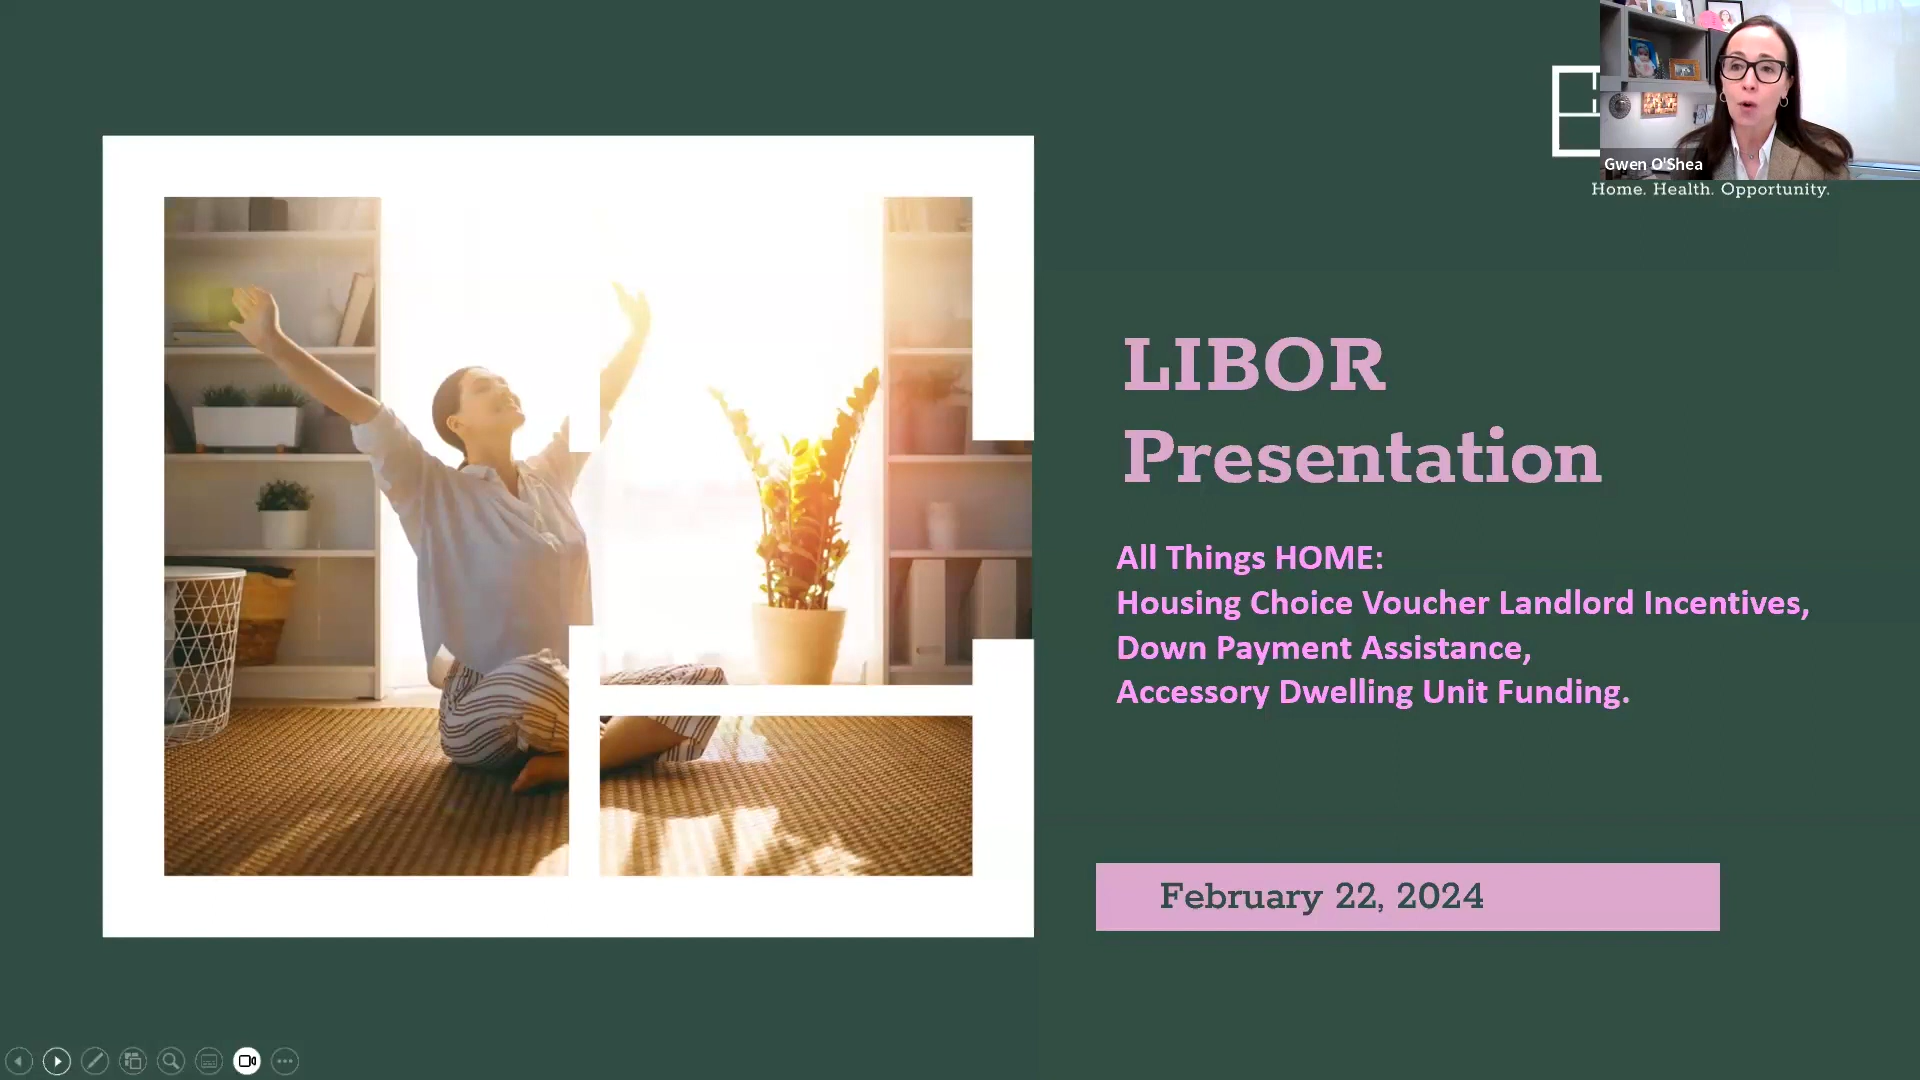 Gwen O'Shea
Home. Health. Opportunity.
LIBOR
Presentation
All Things HOME:
Housing Choice Voucher Landlord Incentives,
Down Payment Assistance,
Accessory Dwelling Unit Funding.
February 22, 2024